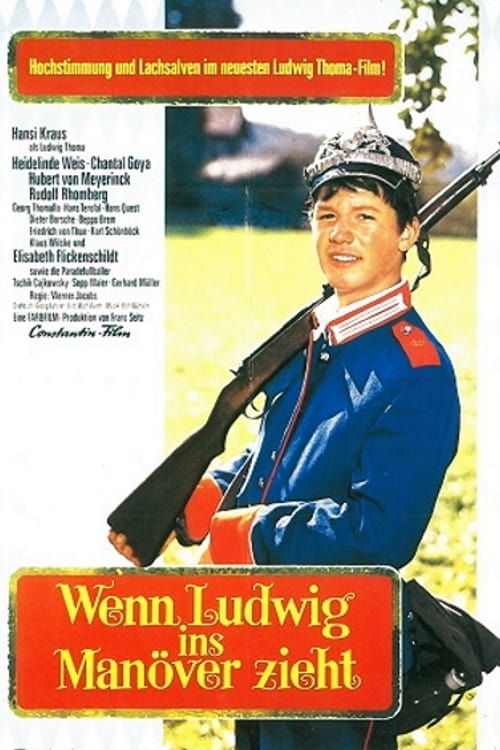 Hochstimmung und Lachsalven im neuesten Ludwig Thoma-Film!
Hansi Kraus
als Ludwig Thoma
Heidelinde Weis - Chantal Goya
Hubert von Meyerinck
Rudolf Rhomberg
Georg Thomalla · Hans Terofal · Hans Quest
Dieter Borsche · Beppo Brem
Friedrich von Thun · Karl Schönböck
Klaus Wilcke und
Elisabeth Flickenschildt
sowie die Paradefußballer
Tschik Cajkowsky · Sepp Maier · Gerhard Müller
Regie: Werner Jacobs
Eine FARBFILM-Produktion von Franz Seitz
Constantin-Film
Wenn Ludwig
ins
Manöver zieht